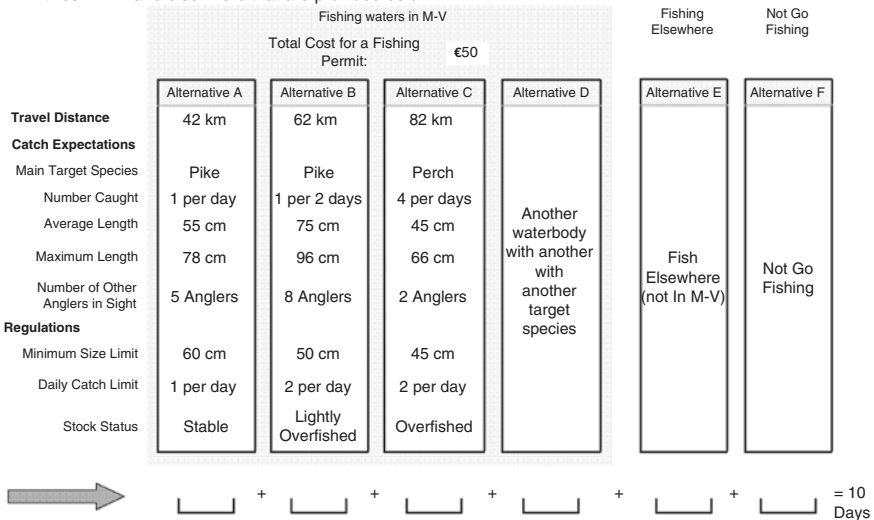 Fishing waters in M-V
Fishing
Elsewhere
Not Go
Fishing
Total Cost for a Fishing
Permit:
€50
Alternative A Alternative B Alternative C Alternative D Alternative E Alternative F
Travel Distance 42 km 62 km 82 km
Catch Expectations
Main Target Species Pike Pike Perch
Number Caught 1 per day 1 per 2 days 4 per days
Average Length 55 cm 75 cm 45 cm
Maximum Length 78 cm 96 cm 66 cm
Number of Other
Anglers in Sight 5 Anglers 8 Anglers 2 Anglers
Another
waterbody
with another
with
another
target
species
Fish
Elsewhere
(not In M-V)
Not Go
Fishing
Regulations
Minimum Size Limit 60 cm 50 cm 45 cm
Daily Catch Limit 1 per day 2 per day 2 per day
Stock Status Stable Lightly
Overfished Overfished
+ + + + + = 10
Days